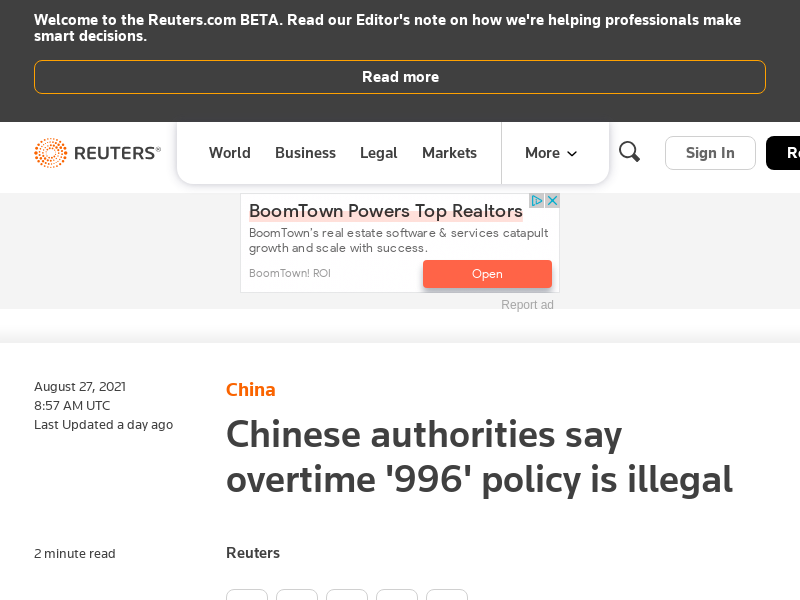 Welcome to the Reuters.com BETA. Read our Editor's note on how we're helping professionals make
smart decisions.
Read more
REUTERS®
World
Business
Legal
Markets
More
Sign In
BoomTown Powers Top Realtors
BoomTown's real estate software & services catapult
growth and scale with success.
BoomTown! ROI
Open
Report ad
August 27, 2021
8:57 AM UTC
Last Updated a day ago
China
Chinese authorities say
overtime '996' policy is illegal
2 minute read
Reuters